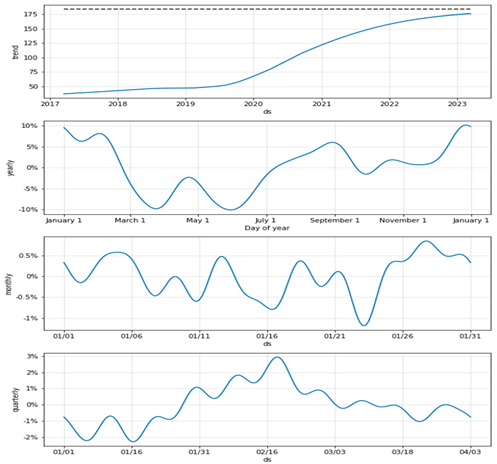 175
150
125
100
75
50
trend
2017 2018 2019 2020 2021 2022 2023
ds
10%
5%
0%
-5%
-10%
yearly
January 1 March 1 May 1 July 1 September 1 November 1 January 1
Day of year
0.5%
0%
-0.5%
-1%
monthly
01/01 01/06 01/11 01/16 01/21 01/26 01/31
ds
3%
2%
1%
0%
-1%
-2%
quarterly
01/01 01/16 01/31 02/16 03/03 03/18 04/03
ds